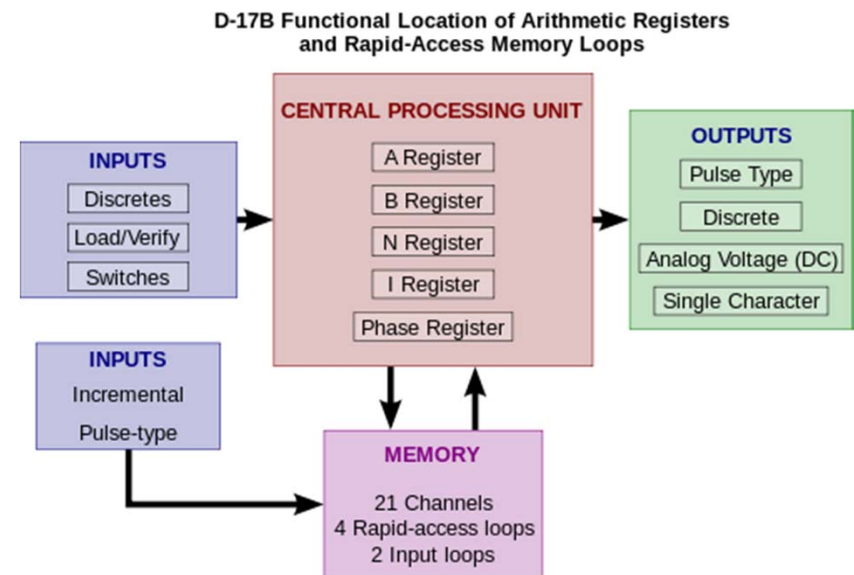 D-17B Functional Location of Arithmetic Registers
and Rapid-Access Memory Loops
INPUTS
Discretes
Load/Verify
Switches
INPUTS
Incremental
Pulse-type
CENTRAL PROCESSING UNIT
A Register
B Register
N Register
I Register
Phase Register
MEMORY
21 Channels
4 Rapid-access loops
2 Input loops
OUTPUTS
Pulse Type
Discrete
Analog Voltage (DC)
Single Character